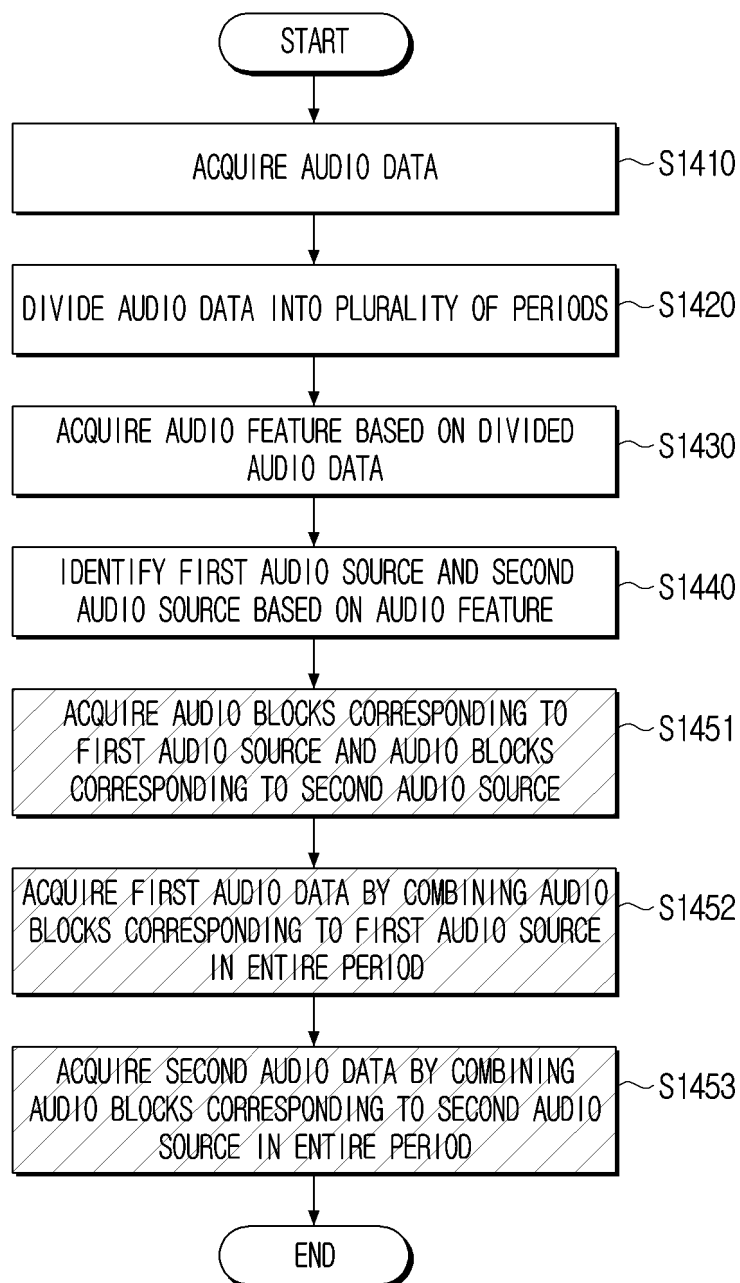 START
ACQUIRE AUDIO DATA
S1410
DIVIDE AUDIO DATA INTO PLURALITY OF PERIODS
S1420
ACQUIRE AUDIO FEATURE BASED ON DIVIDED
AUDIO DATA
S1430
IDENTIFY FIRST AUDIO SOURCE AND SECOND
AUDIO SOURCE BASED ON AUDIO FEATURE
S1440
ACQUIRE AUDIO BLOCKS CORRESPONDING TO
FIRST AUDIO SOURCE AND AUDIO BLOCKS
CORRESPONDING TO SECOND AUDIO SOURCE
S1451
ACQUIRE FIRST AUDIO DATA BY COMBINING AUDIO
BLOCKS CORRESPONDING TO FIRST AUDIO SOURCE
IN ENTIRE PERIOD
S1452
ACQUIRE SECOND AUDIO DATA BY COMBINING
AUDIO BLOCKS CORRESPONDING TO SECOND AUDIO
SOURCE IN ENTIRE PERIOD
S1453
END